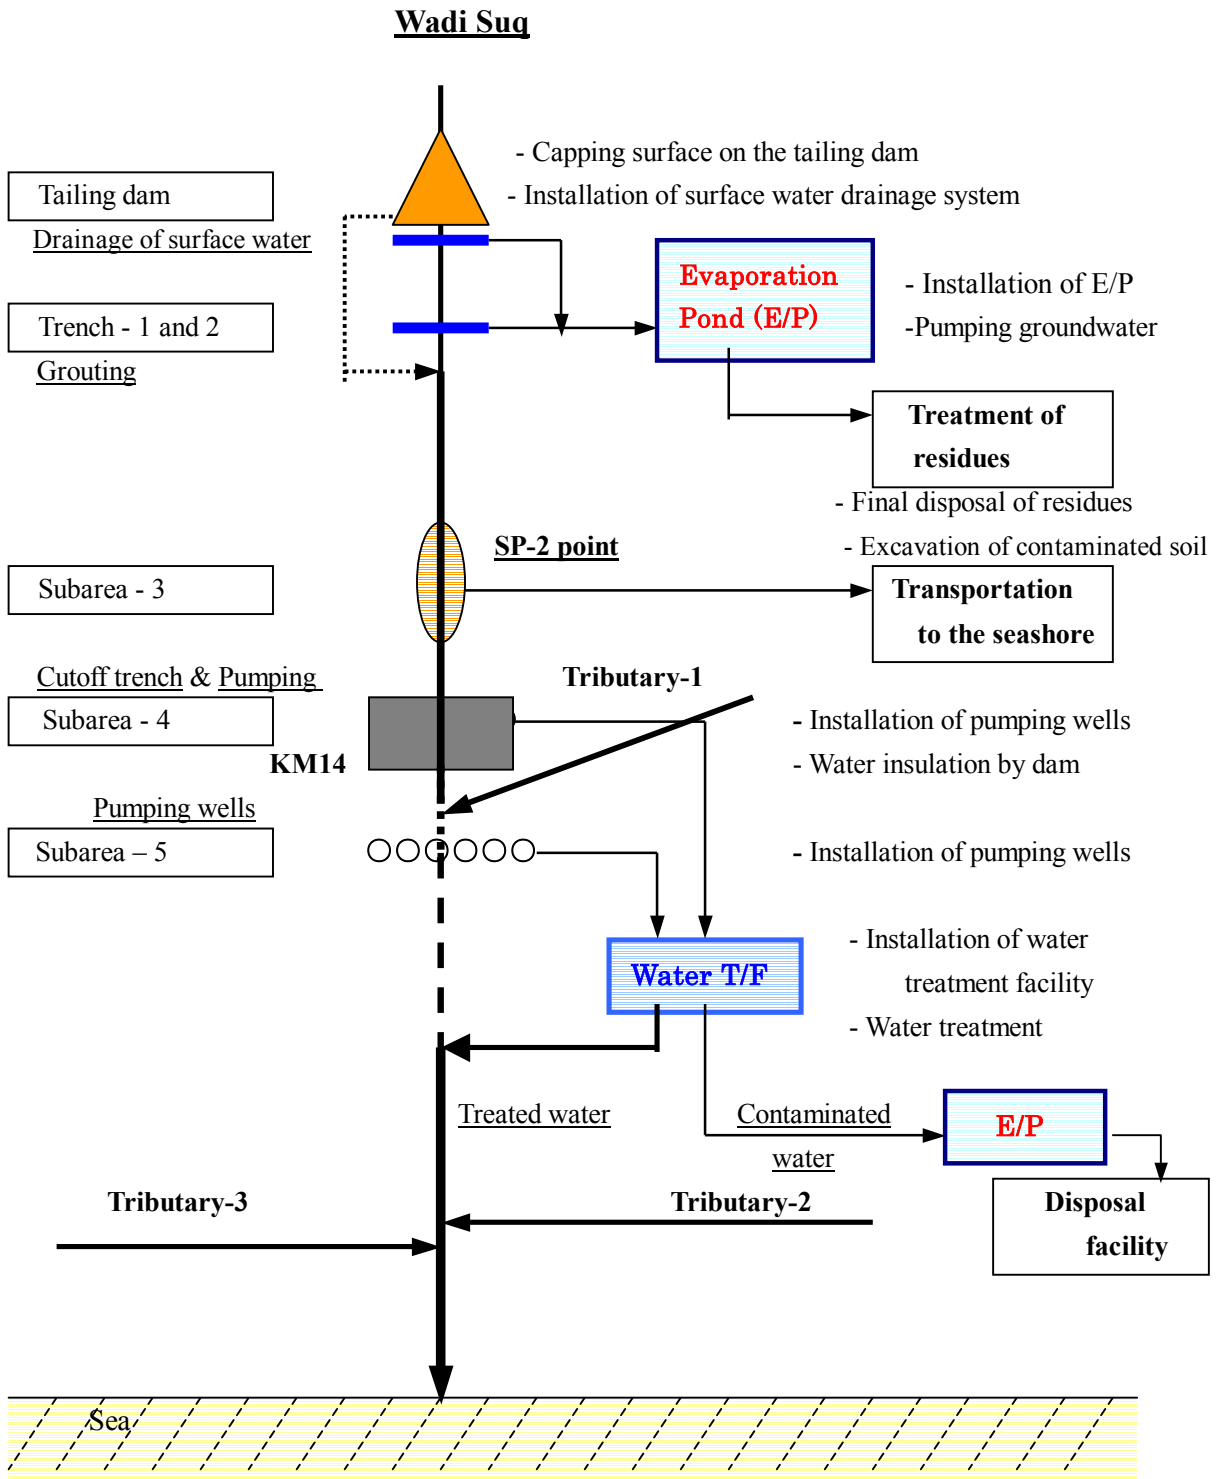 Wadi Suq
- Capping surface on the tailing dam
Tailing dam
- Installation of surface water drainage system
Drainage of surface water
Evaporation
Pond (E/P)
- Installation of E/P
Trench - 1 and 2
-Pumping groundwater
Grouting
Treatment of
residues
- Final disposal of residues
SP-2 point
- Excavation of contaminated soil
Subarea - 3
Transportation
to the seashore
Cutoff trench & Pumping
Tributary-1
Subarea - 4
- Installation of pumping wells
KM14
- Water insulation by dam
Pumping wells
Subarea – 5
- Installation of pumping wells
- Installation of water
treatment facility
Water T/F
- Water treatment
Treated water
Contaminated
water
E/P
Tributary-3
Tributary-2
Disposal
facility
Sea